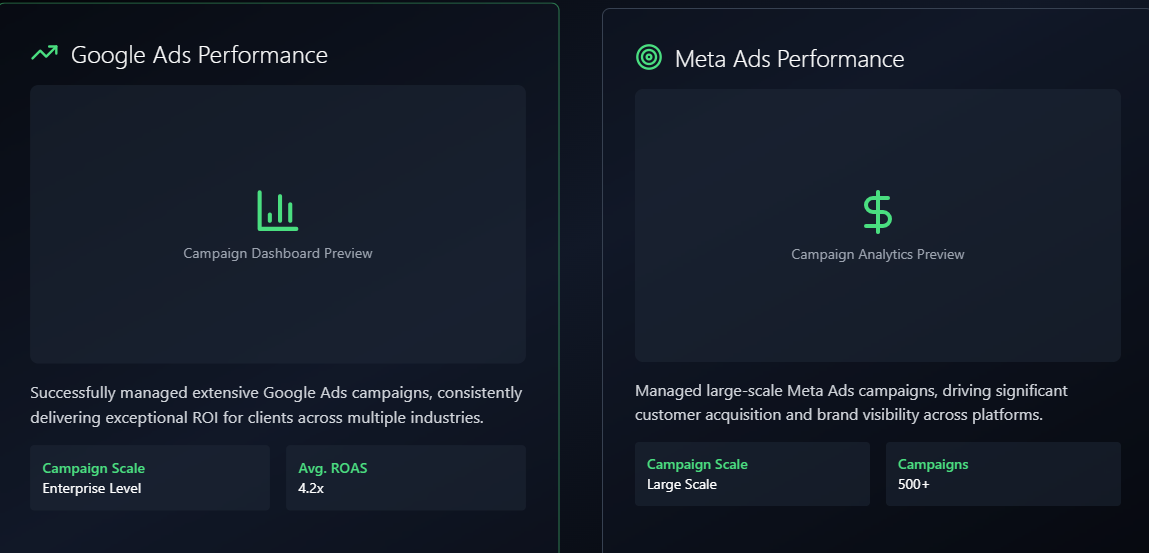 Google Ads Performance
Campaign Dashboard Preview
Successfully managed extensive Google Ads campaigns, consistently
delivering exceptional ROI for clients across multiple industries.
Campaign Scale
Enterprise Level
Avg. ROAS
4.2x
Meta Ads Performance
Campaign Analytics Preview
Managed large-scale Meta Ads campaigns, driving significant
customer acquisition and brand visibility across platforms.
Campaign Scale
Large Scale
Campaigns
500+